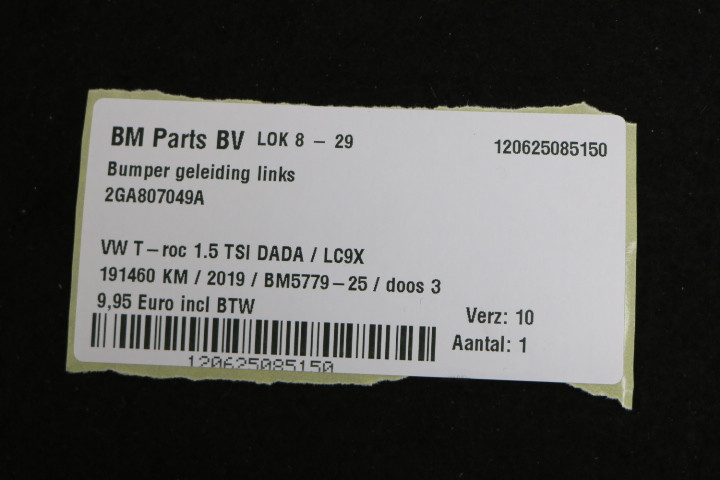 BM Parts BV LOK 8 - 29 120625085150
Bumper geleiding links
2GA807049A
VW T-roc 1.5 TSI DADA / LC9X
191460 KM / 2019 / BM5779-25 / doos 3
9,95 Euro incl BTW
Verz: 10
Aantal: 1
120625085150